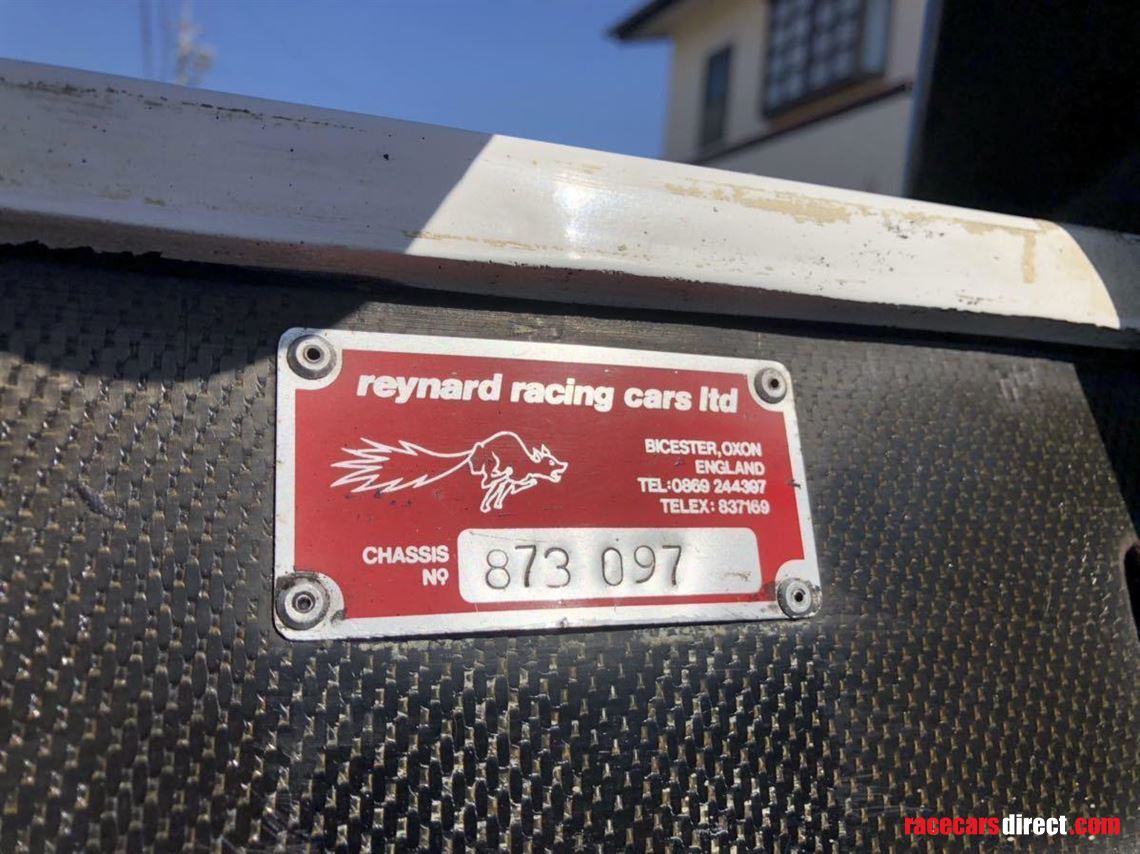 reynard racing cars ltd
BICESTER, OXON
ENGLAND
TEL: 0869 244397
TELEX: 837169
CHASSIS
Nº
873 097
racecarsdirect.com